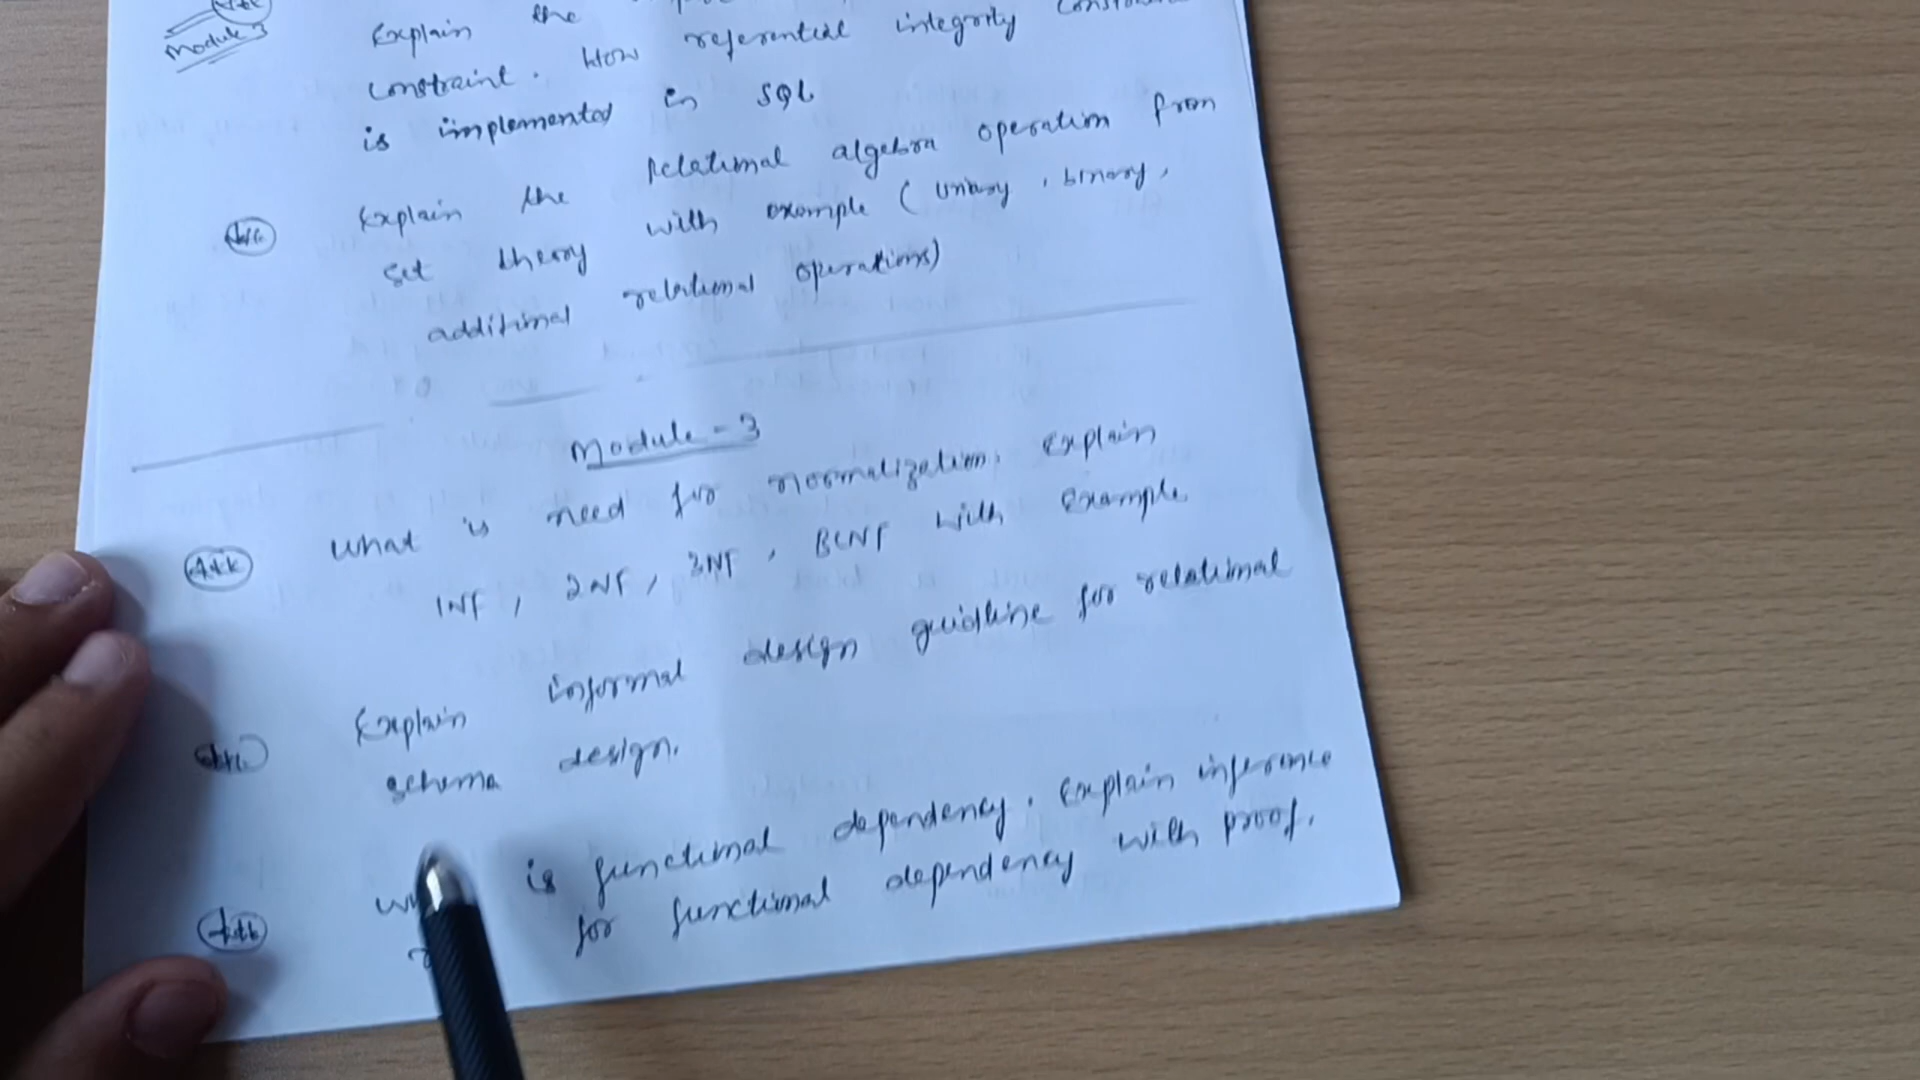 Module 3
Explain the
constraint. How referential integrity
is implemented in SQL
Explain the relational algebra operation from
set theory with example (unary, binary,
additional relational operations)
Module - 3
What is need for normalization, explain
1NF, 2NF, 3NF, BCNF with example
Explain informal design guidline for relational
schema design.
is functional dependency. Explain inference
for functional dependency with proof.